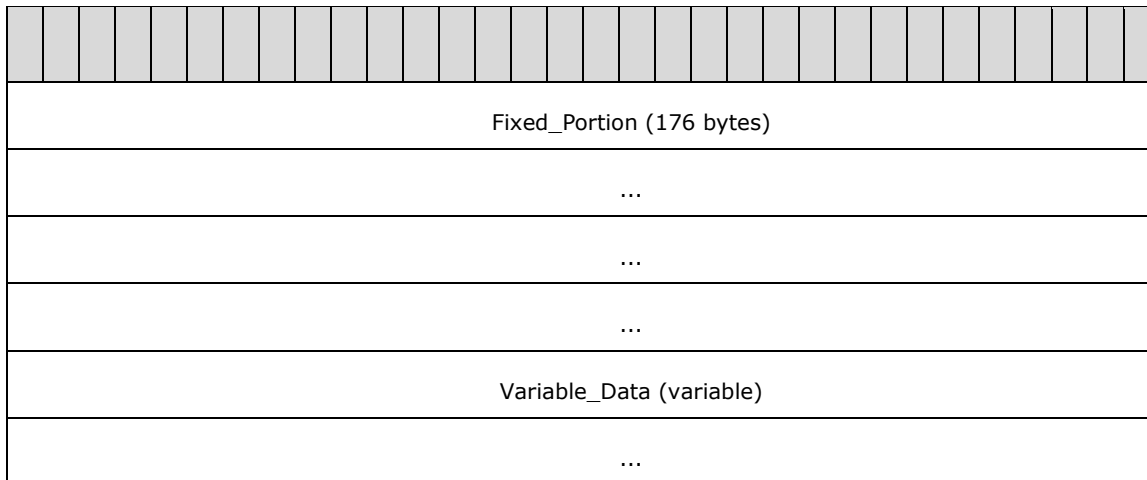 Fixed_Portion (176 bytes)
...
...
...
Variable_Data (variable)
...